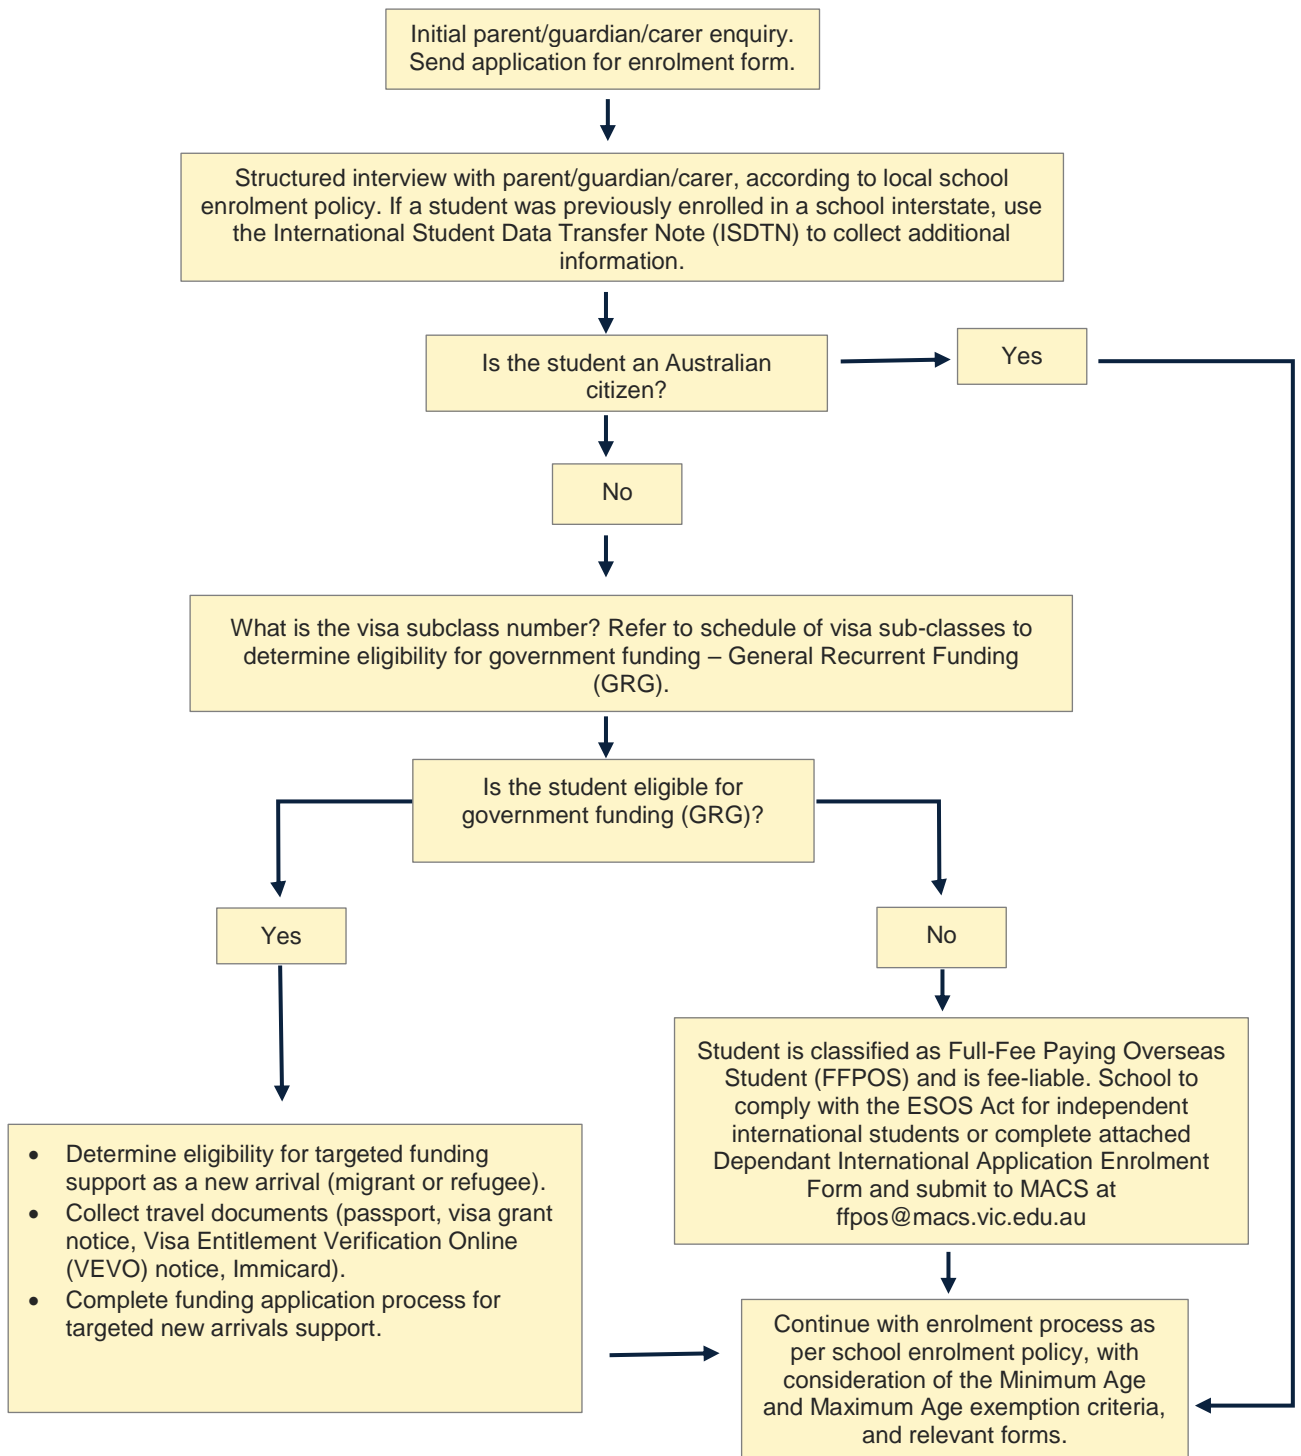 Initial parent/guardian/carer enquiry.
Send application for enrolment form.
Structured interview with parent/guardian/carer, according to local school
enrolment policy. If a student was previously enrolled in a school interstate, use
the International Student Data Transfer Note (ISDTN) to collect additional
information.
Is the student an Australian
citizen?
Yes
No
What is the visa subclass number? Refer to schedule of visa sub-classes to
determine eligibility for government funding – General Recurrent Funding
(GRG).
Is the student eligible for
government funding (GRG)?
Yes
No
• Determine eligibility for targeted funding
support as a new arrival (migrant or refugee).
• Collect travel documents (passport, visa grant
notice, Visa Entitlement Verification Online
(VEVO) notice, Immicard).
• Complete funding application process for
targeted new arrivals support.
Student is classified as Full-Fee Paying Overseas
Student (FFPOS) and is fee-liable. School to
comply with the ESOS Act for independent
international students or complete attached
Dependant International Application Enrolment
Form and submit to MACS at
ffpos@macs.vic.edu.au
Continue with enrolment process as
per school enrolment policy, with
consideration of the Minimum Age
and Maximum Age exemption criteria,
and relevant forms.